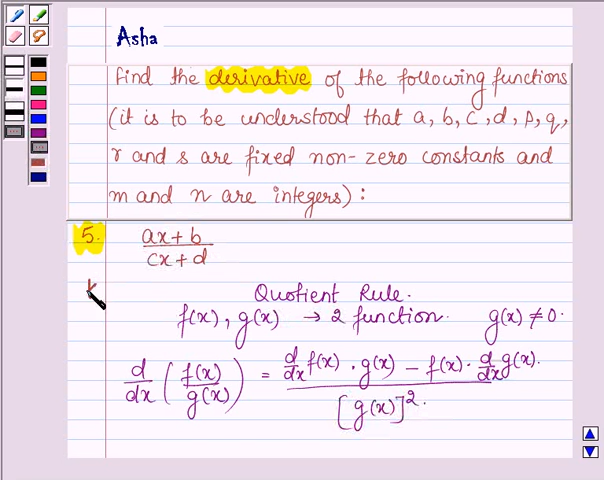 Asha
Find the derivative of the following functions
(it is to be understood that a, b, c, d, p, q,
r and s are fixed non-zero constants and
m and n are integers) :
5. ax+b
cx+d
Quotient Rule.
f(x), g(x) → 2 function. g(x) ≠ 0.
d/dx (f(x)/g(x)) = d/dx f(x) · g(x) − f(x) · d/dx g(x).
[g(x)]².